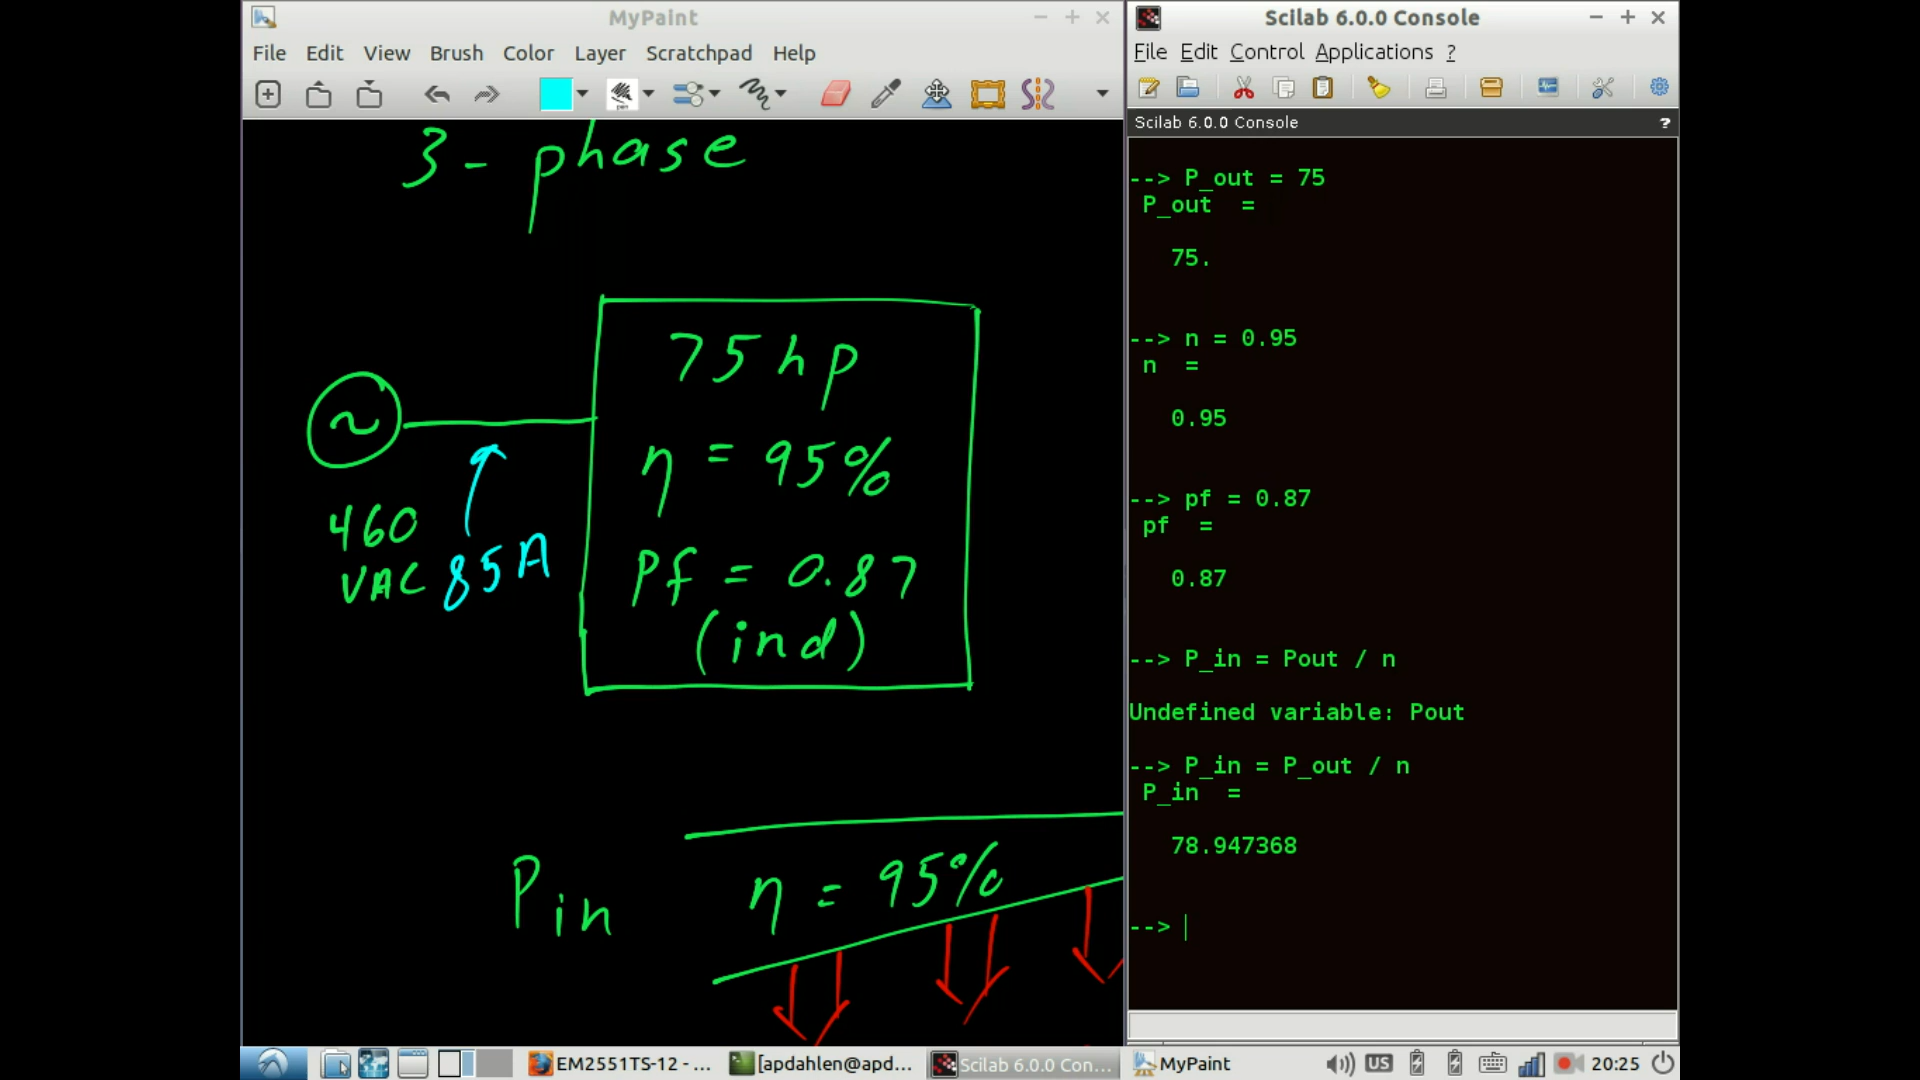 MyPaint
File Edit View Brush Color Layer Scratchpad Help
3 - phase
75 hp
η = 95%
Pf = 0.87
(ind)
~
460
VAC
85A
Pin
η = 95%
Scilab 6.0.0 Console
File Edit Control Applications ?
Scilab 6.0.0 Console ?
--> P_out = 75
P_out =
75.
--> n = 0.95
n =
0.95
--> pf = 0.87
pf =
0.87
--> P_in = Pout / n
Undefined variable: Pout
--> P_in = P_out / n
P_in =
78.947368
-->
EM2551TS-12 - ... [apdahlen@apd... Scilab 6.0.0 Con... MyPaint US 20:25